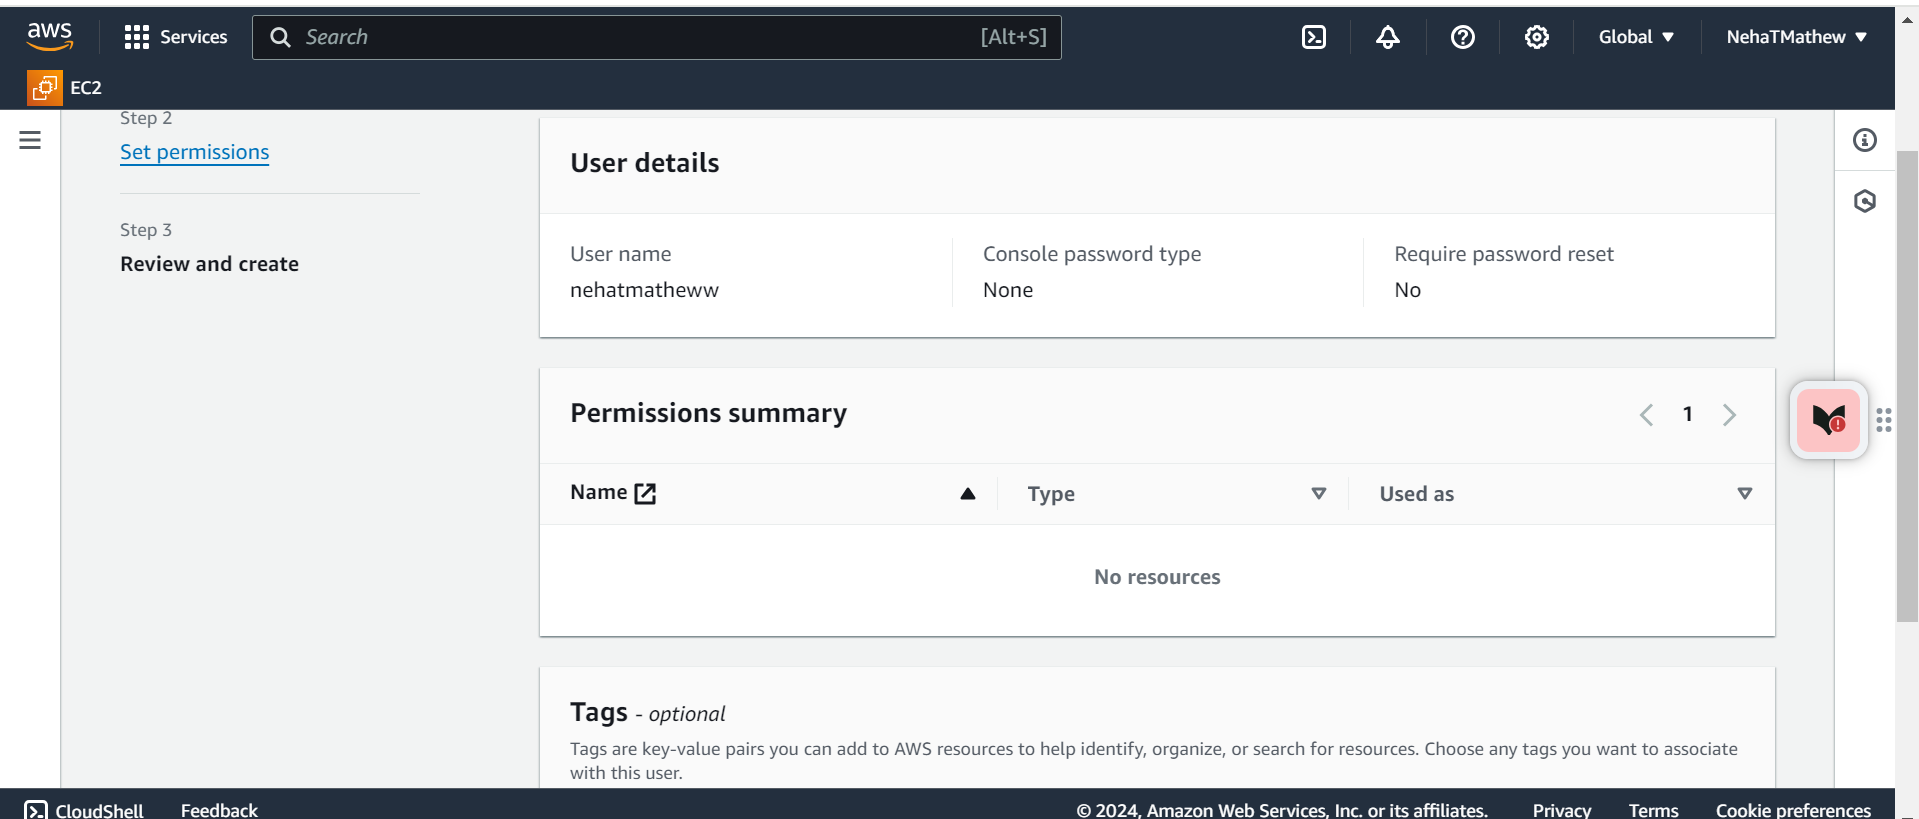 aws
Services
Search
[Alt+S]
Global
NehaTMathew
EC2
Step 2
Set permissions
Step 3
Review and create
User details
User name
nehatmatheww
Console password type
None
Require password reset
No
Permissions summary
1
Name
Type
Used as
No resources
Tags - optional
Tags are key-value pairs you can add to AWS resources to help identify, organize, or search for resources. Choose any tags you want to associate
with this user.
CloudShell
Feedback
© 2024, Amazon Web Services, Inc. or its affiliates.
Privacy
Terms
Cookie preferences